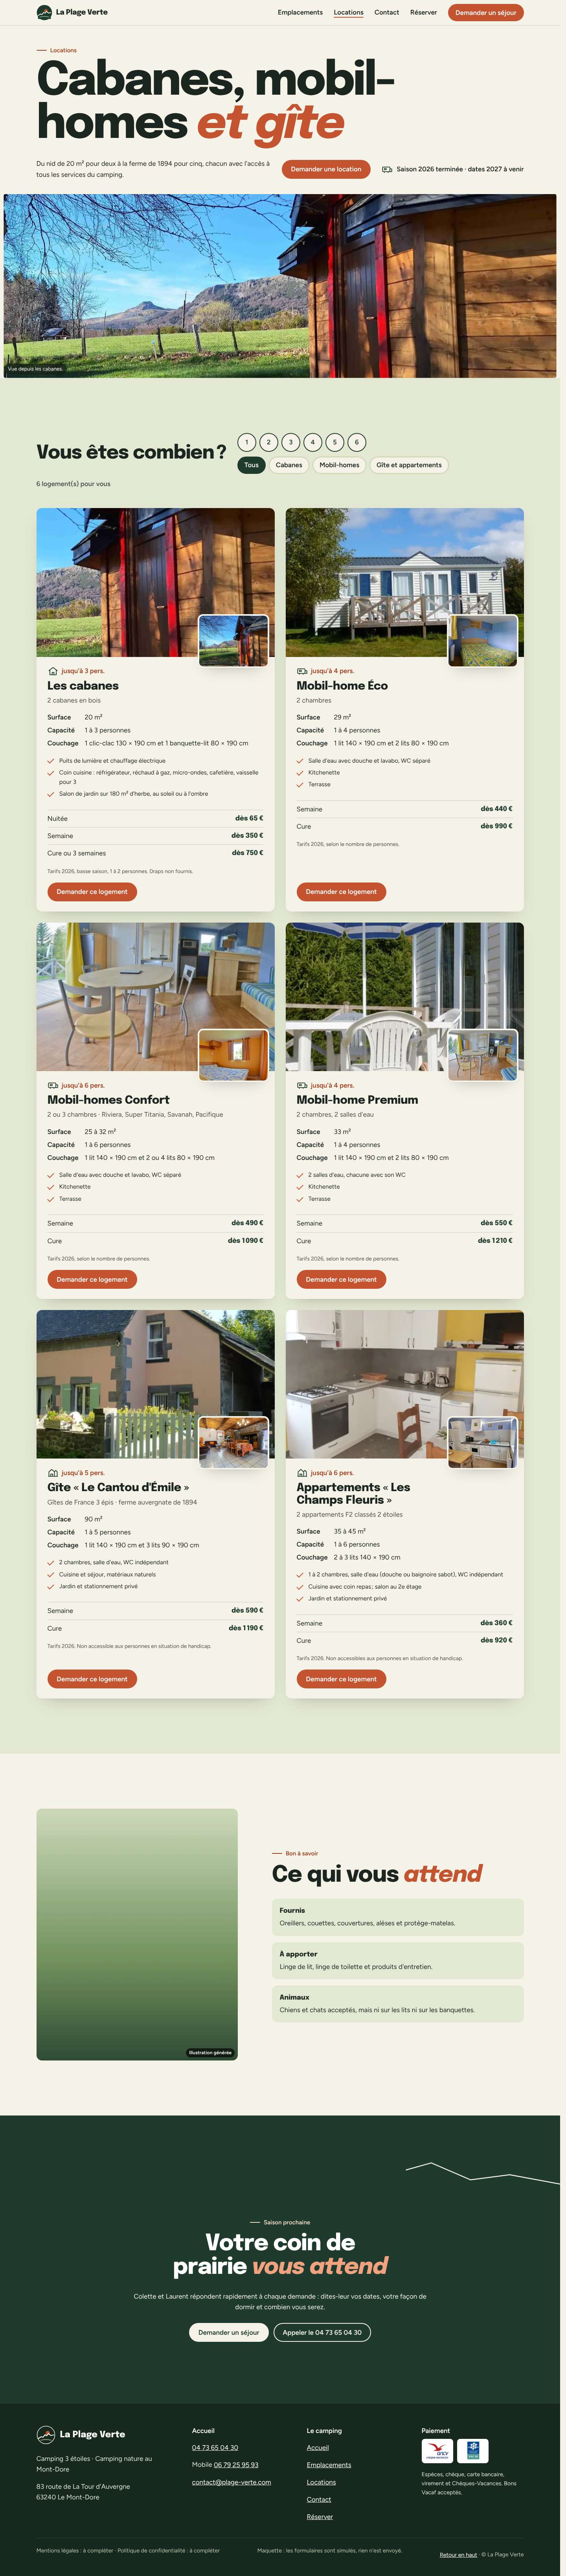 La Plage Verte
Emplacements
Locations
Contact
Réserver
Demander un séjour
Locations
Cabanes, mobil-
homes et gîte
Du nid de 20 m² pour deux à la ferme de 1894 pour cinq, chacun avec l'accès à
tous les services du camping.
Demander une location
Saison 2026 terminée · dates 2027 à venir
Vue depuis les cabanes.
Vous êtes combien ?
1
2
3
4
5
6
Tous
Cabanes
Mobil-homes
Gîte et appartements
6 logement(s) pour vous
jusqu'à 3 pers.
Les cabanes
2 cabanes en bois
Surface 20 m²
Capacité 1 à 3 personnes
Couchage 1 clic-clac 130 × 190 cm et 1 banquette-lit 80 × 190 cm
Puits de lumière et chauffage électrique
Coin cuisine : réfrigérateur, réchaud à gaz, micro-ondes, cafetière, vaisselle
pour 3
Salon de jardin sur 180 m² d'herbe, au soleil ou à l'ombre
Nuitée dès 65 €
Semaine dès 350 €
Cure ou 3 semaines dès 750 €
Tarifs 2026, basse saison, 1 à 2 personnes. Draps non fournis.
Demander ce logement
jusqu'à 4 pers.
Mobil-home Éco
2 chambres
Surface 29 m²
Capacité 1 à 4 personnes
Couchage 1 lit 140 × 190 cm et 2 lits 80 × 190 cm
Salle d'eau avec douche et lavabo, WC séparé
Kitchenette
Terrasse
Semaine dès 440 €
Cure dès 990 €
Tarifs 2026, selon le nombre de personnes.
Demander ce logement
jusqu'à 6 pers.
Mobil-homes Confort
2 ou 3 chambres · Riviera, Super Titania, Savanah, Pacifique
Surface 25 à 32 m²
Capacité 1 à 6 personnes
Couchage 1 lit 140 × 190 cm et 2 ou 4 lits 80 × 190 cm
Salle d'eau avec douche et lavabo, WC séparé
Kitchenette
Terrasse
Semaine dès 490 €
Cure dès 1090 €
Tarifs 2026, selon le nombre de personnes.
Demander ce logement
jusqu'à 4 pers.
Mobil-home Premium
2 chambres, 2 salles d'eau
Surface 33 m²
Capacité 1 à 4 personnes
Couchage 1 lit 140 × 190 cm et 2 lits 80 × 190 cm
2 salles d'eau, chacune avec son WC
Kitchenette
Terrasse
Semaine dès 550 €
Cure dès 1210 €
Tarifs 2026, selon le nombre de personnes.
Demander ce logement
jusqu'à 5 pers.
Gîte « Le Cantou d'Émile »
Gîtes de France 3 épis · ferme auvergnate de 1894
Surface 90 m²
Capacité 1 à 5 personnes
Couchage 1 lit 140 × 190 cm et 3 lits 90 × 190 cm
2 chambres, salle d'eau, WC indépendant
Cuisine et séjour, matériaux naturels
Jardin et stationnement privé
Semaine dès 590 €
Cure dès 1190 €
Tarifs 2026. Non accessible aux personnes en situation de handicap.
Demander ce logement
jusqu'à 6 pers.
Appartements « Les
Champs Fleuris »
2 appartements F2 classés 2 étoiles
Surface 35 à 45 m²
Capacité 1 à 6 personnes
Couchage 2 à 3 lits 140 × 190 cm
1 à 2 chambres, salle d'eau (douche ou baignoire sabot), WC indépendant
Cuisine avec coin repas ; salon au 2e étage
Jardin et stationnement privé
Semaine dès 360 €
Cure dès 920 €
Tarifs 2026. Non accessibles aux personnes en situation de handicap.
Demander ce logement
Illustration générée
Bon à savoir
Ce qui vous attend
Fournis
Oreillers, couettes, couvertures, alèses et protège-matelas.
À apporter
Linge de lit, linge de toilette et produits d'entretien.
Animaux
Chiens et chats acceptés, mais ni sur les lits ni sur les banquettes.
Saison prochaine
Votre coin de
prairie vous attend
Colette et Laurent répondent rapidement à chaque demande : dites-leur vos dates, votre façon de
dormir et combien vous serez.
Demander un séjour
Appeler le 04 73 65 04 30
La Plage Verte
Camping 3 étoiles · Camping nature au
Mont-Dore
83 route de La Tour d'Auvergne
63240 Le Mont-Dore
Accueil
04 73 65 04 30
Mobile 06 79 25 95 93
contact@plage-verte.com
Le camping
Accueil
Emplacements
Locations
Contact
Réserver
Paiement
ancv
Espèces, chèque, carte bancaire,
virement et Chèques-Vacances. Bons
Vacaf acceptés.
Mentions légales : à compléter · Politique de confidentialité : à compléter
Maquette : les formulaires sont simulés, rien n'est envoyé.
Retour en haut · © La Plage Verte